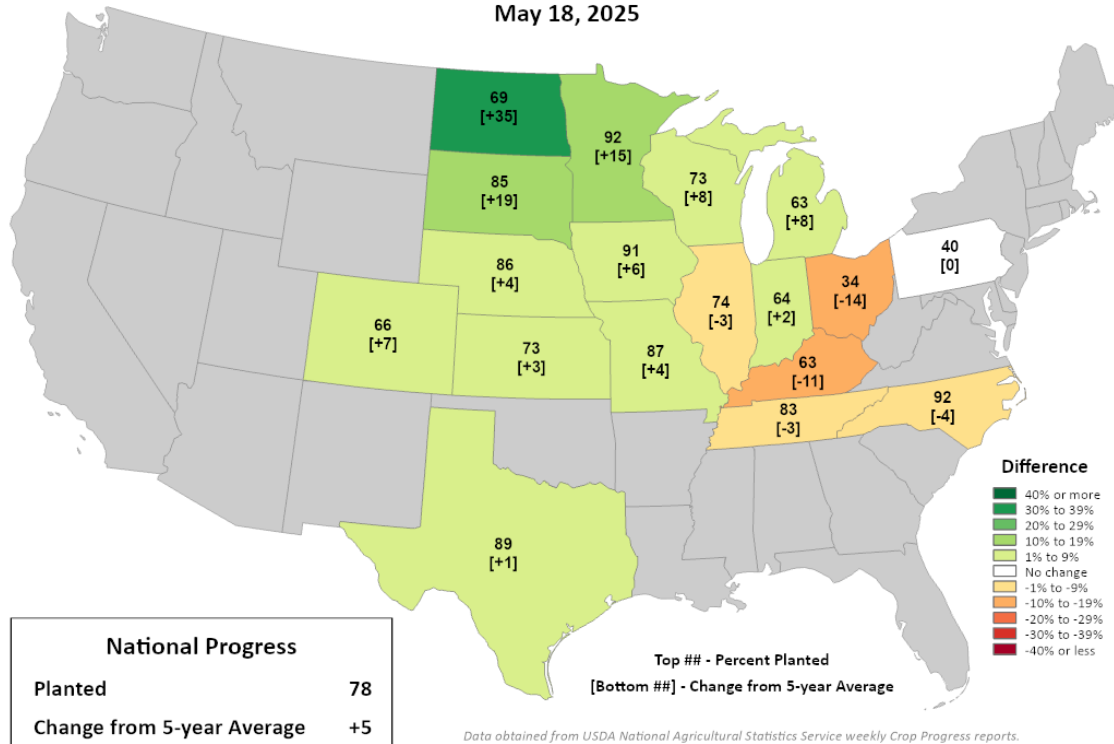 May 18, 2025
69
[+35]
92
[+15]
85
[+19]
73
[+8]
63
[+8]
86
[+4]
91
[+6]
40
[0]
34
[-14]
74
[-3]
64
[+2]
66
[+7]
73
[+3]
87
[+4]
63
[-11]
83
[-3]
92
[-4]
89
[+1]
Difference
40% or more
30% to 39%
20% to 29%
10% to 19%
1% to 9%
No change
-1% to -9%
-10% to -19%
-20% to -29%
-30% to -39%
-40% or less
National Progress
Planted 78
Change from 5-year Average +5
Top ## - Percent Planted
[Bottom ##] - Change from 5-year Average
Data obtained from USDA National Agricultural Statistics Service weekly Crop Progress reports.